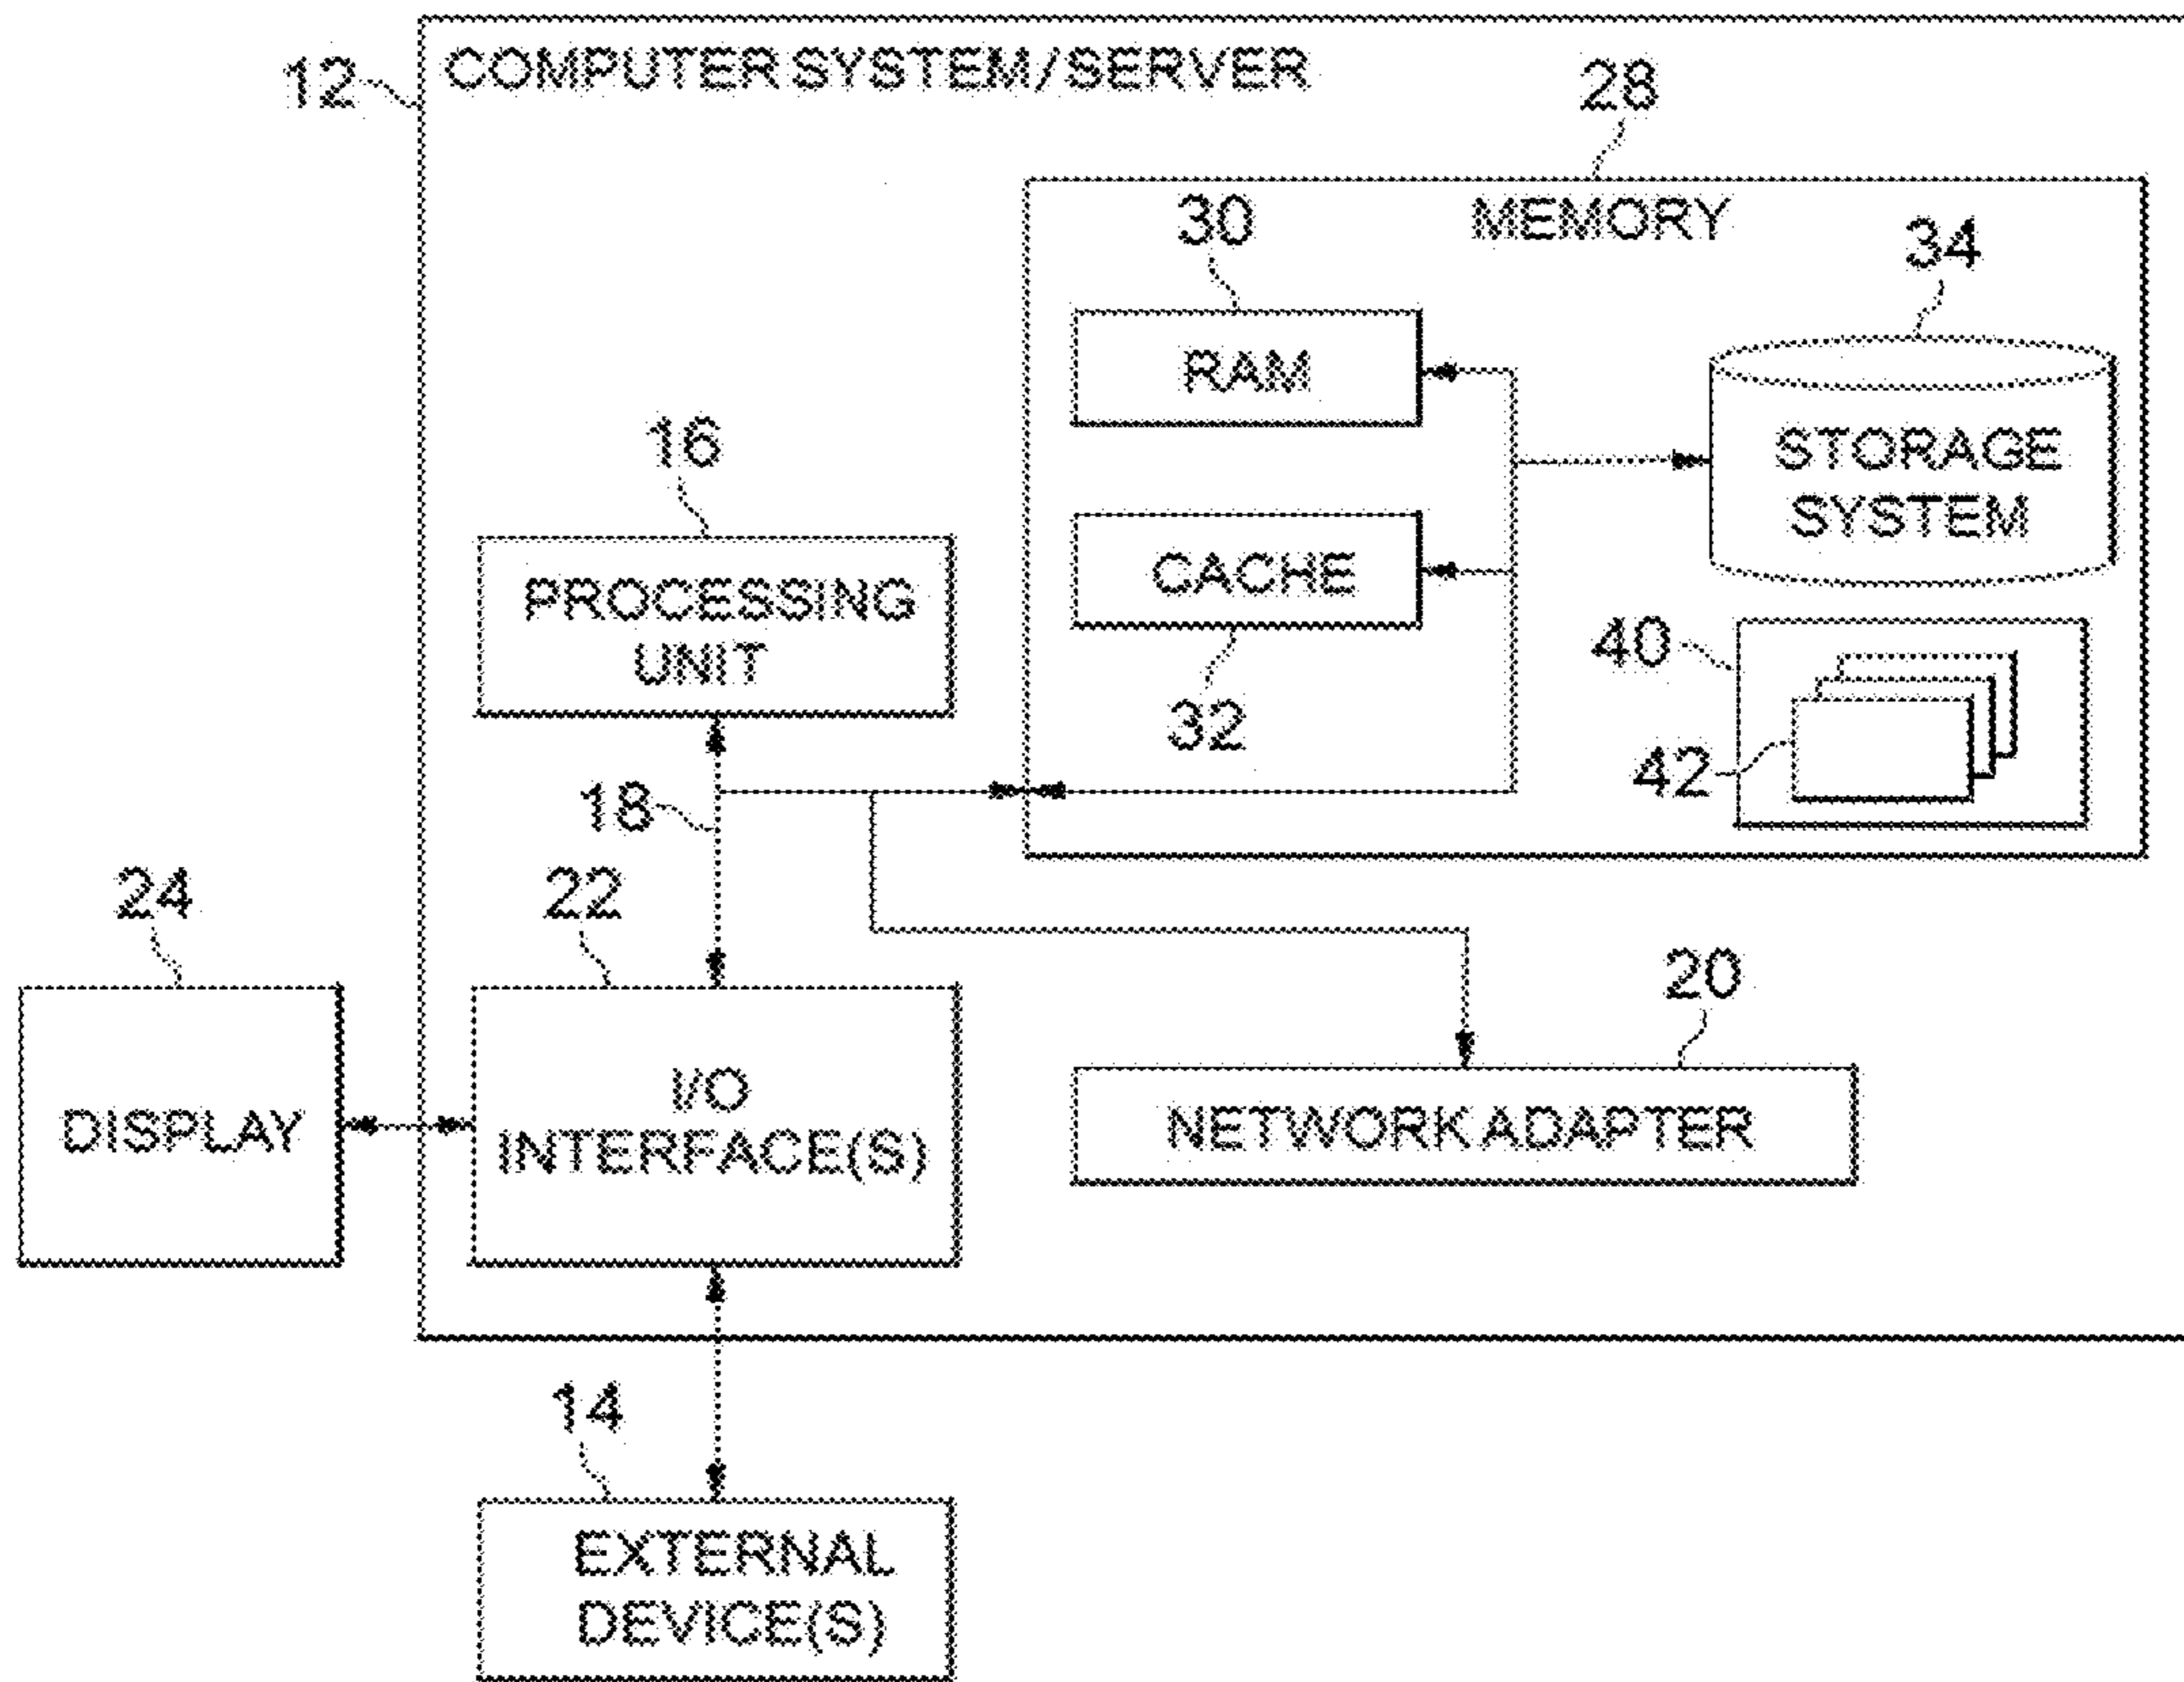 12
COMPUTER SYSTEM / SERVER
28
MEMORY
30
34
RAM
STORAGE
SYSTEM
16
CACHE
PROCESSING
UNIT
40
32
42
18
24
22
20
DISPLAY
I/O
INTERFACE(S)
NETWORK ADAPTER
14
EXTERNAL
DEVICE(S)